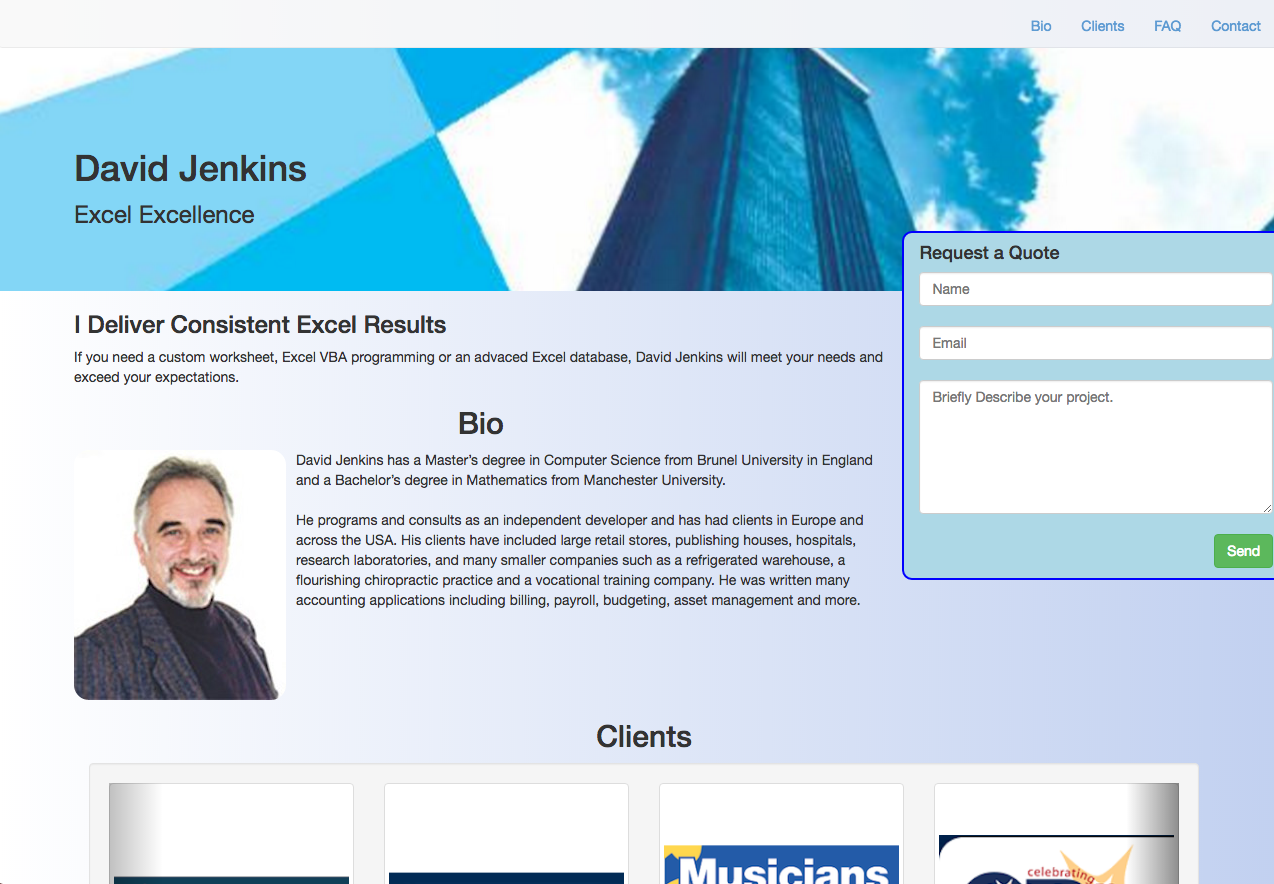 Bio
Clients
FAQ
Contact
David Jenkins
Excel Excellence
Request a Quote
Name
Email
Briefly Describe your project.
Send
I Deliver Consistent Excel Results
If you need a custom worksheet, Excel VBA programming or an advaced Excel database, David Jenkins will meet your needs and
exceed your expectations.
Bio
David Jenkins has a Master’s degree in Computer Science from Brunel University in England
and a Bachelor’s degree in Mathematics from Manchester University.
He programs and consults as an independent developer and has had clients in Europe and
across the USA. His clients have included large retail stores, publishing houses, hospitals,
research laboratories, and many smaller companies such as a refrigerated warehouse, a
flourishing chiropractic practice and a vocational training company. He was written many
accounting applications including billing, payroll, budgeting, asset management and more.
Clients
Musicians
celebrating